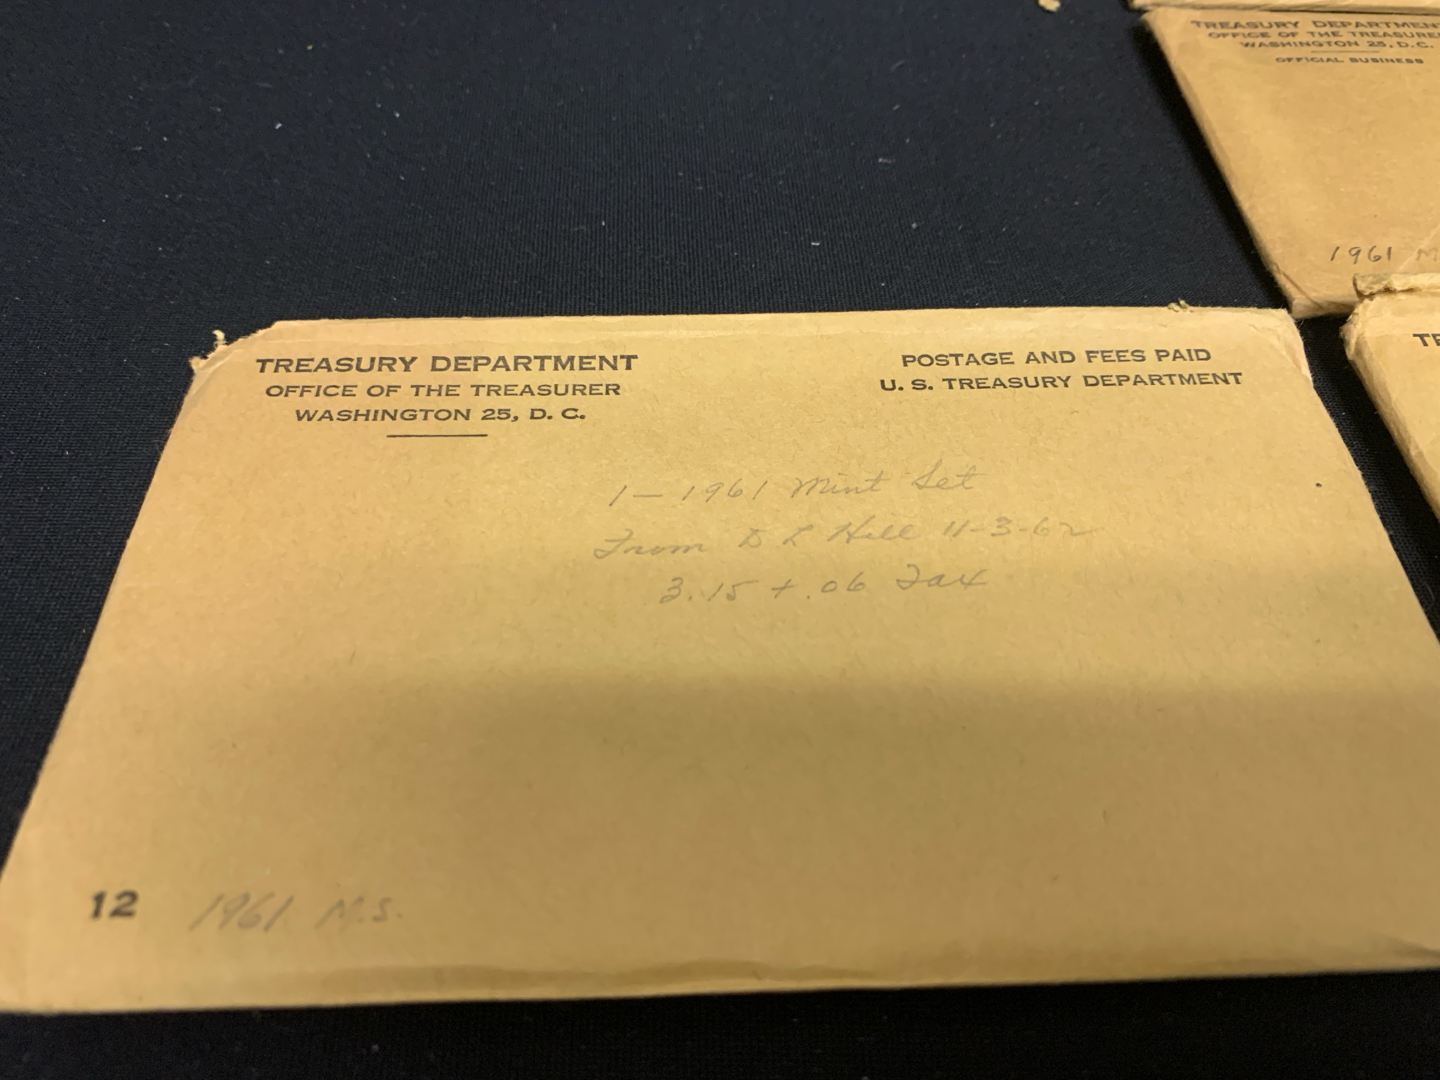 TREASURY DEPARTMENT
OFFICE OF THE TREASURER
WASHINGTON 25, D. C.
POSTAGE AND FEES PAID
U. S. TREASURY DEPARTMENT
1 — 1961 Mint Set
From D L Hill 11-3-62
3.15 + .06 Tax
12 1961 M.S.
TREASURY DEPARTMENT
OFFICE OF THE TREASURER
WASHINGTON 25, D.C.
OFFICIAL BUSINESS
1961 M